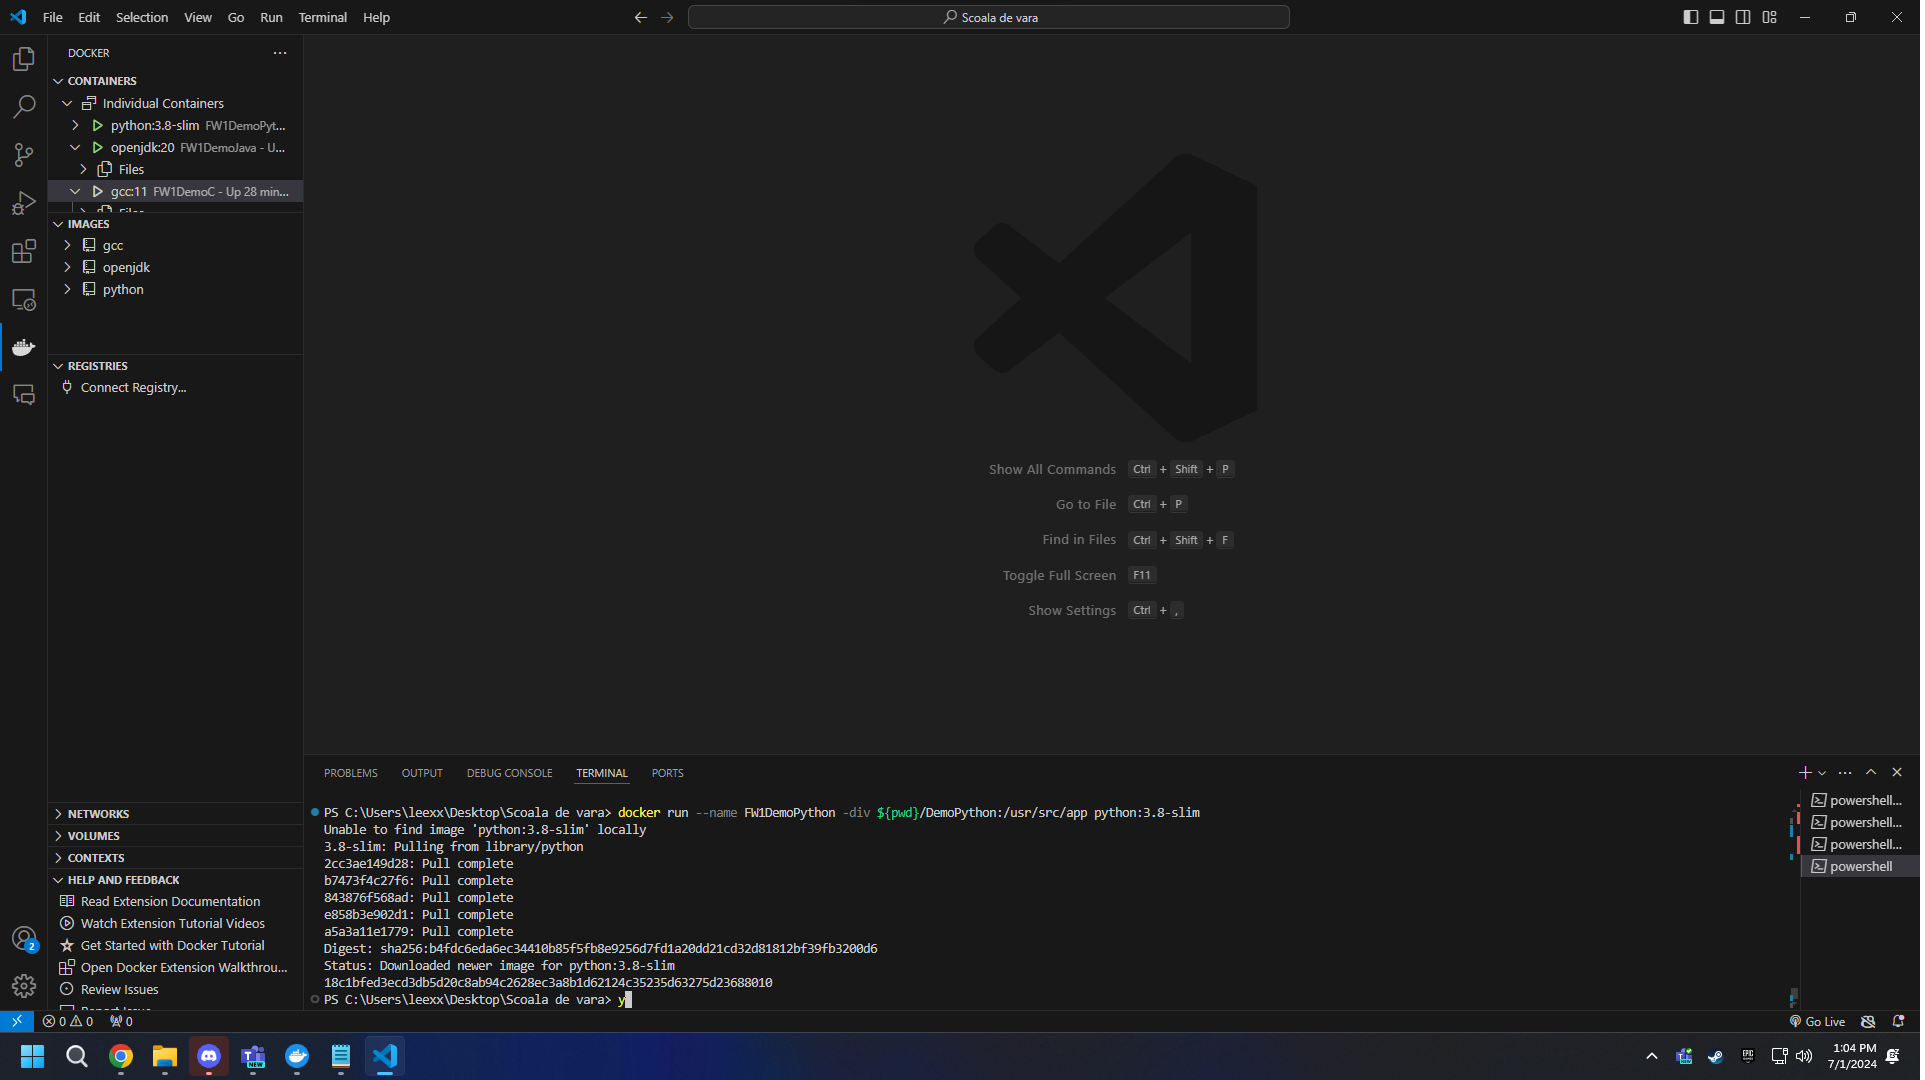 File Edit Selection View Go Run Terminal Help
Scoala de vara
DOCKER
CONTAINERS
Individual Containers
python:3.8-slim FW1DemoPyt...
openjdk:20 FW1DemoJava - U...
Files
gcc:11 FW1DemoC - Up 28 min...
Files
IMAGES
gcc
openjdk
python
REGISTRIES
Connect Registry...
NETWORKS
VOLUMES
CONTEXTS
HELP AND FEEDBACK
Read Extension Documentation
Watch Extension Tutorial Videos
Get Started with Docker Tutorial
Open Docker Extension Walkthrou...
Review Issues
Report Issue
2
Show All Commands Ctrl + Shift + P
Go to File Ctrl + P
Find in Files Ctrl + Shift + F
Toggle Full Screen F11
Show Settings Ctrl + ,
PROBLEMS OUTPUT DEBUG CONSOLE TERMINAL PORTS
PS C:\Users\leexx\Desktop\Scoala de vara> docker run --name FW1DemoPython -div ${pwd}/DemoPython:/usr/src/app python:3.8-slim
Unable to find image 'python:3.8-slim' locally
3.8-slim: Pulling from library/python
2cc3ae149d28: Pull complete
b7473f4c27f6: Pull complete
843876f568ad: Pull complete
e858b3e902d1: Pull complete
a5a3a11e1779: Pull complete
Digest: sha256:b4fdc6eda6ec34410b85f5fb8e9256d7fd1a20dd21cd32d81812bf39fb3200d6
Status: Downloaded newer image for python:3.8-slim
18c1bfed3ecd3db5d20c8ab94c2628ec3a8b1d62124c35235d63275d23688010
PS C:\Users\leexx\Desktop\Scoala de vara> y
powershell...
powershell...
powershell...
powershell
0 0 0
Go Live
NEW
EPIC
1:04 PM
7/1/2024